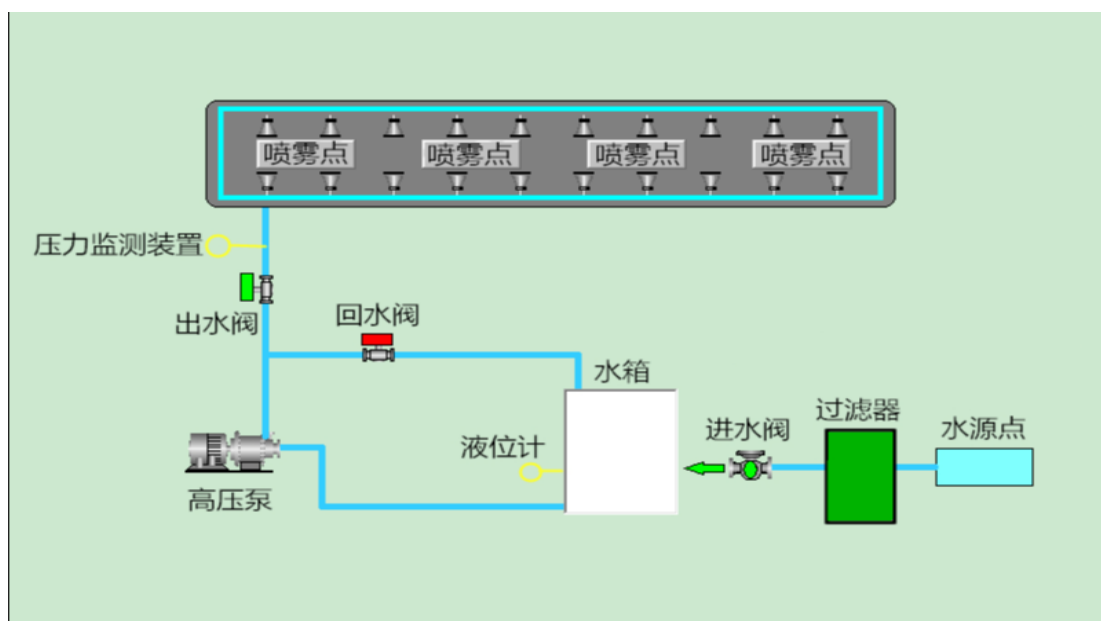 喷雾点 喷雾点 喷雾点 喷雾点
压力监测装置
出水阀
回水阀
水箱
过滤器
进水阀
水源点
液位计
高压泵